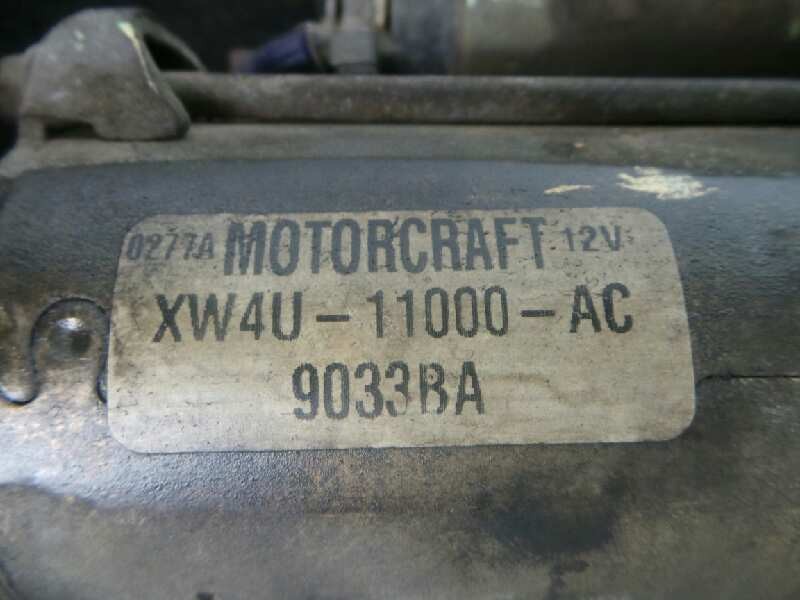 0277A MOTORCRAFT 12V
XW4U-11000-AC
9033BA